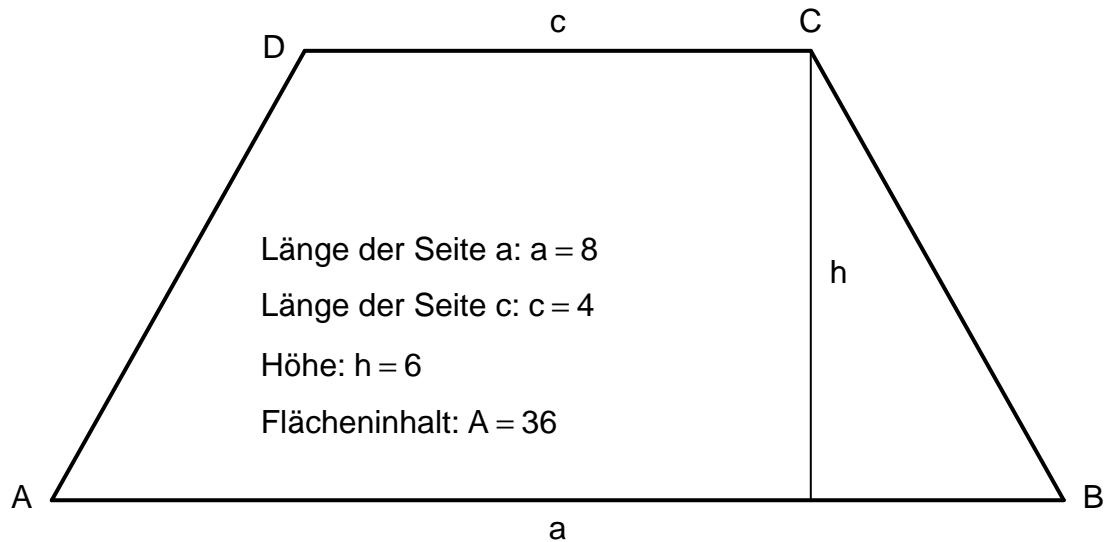 c
D
C
Länge der Seite a: a = 8
h
Länge der Seite c: c = 4
Höhe: h = 6
Flächeninhalt: A = 36
A
B
a